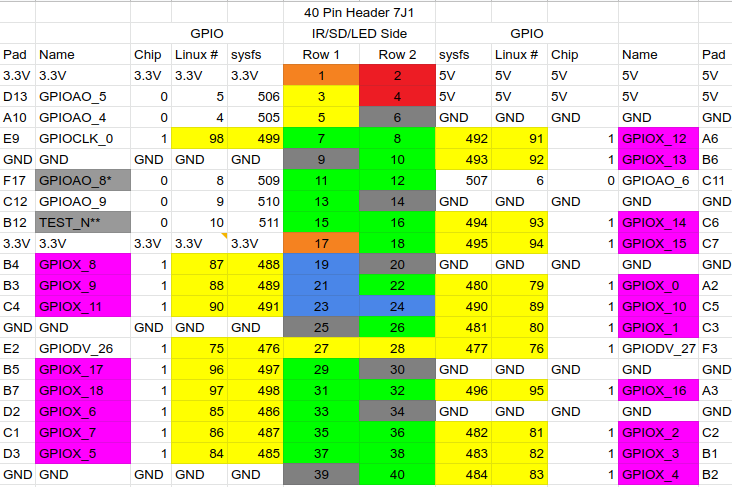 40 Pin Header 7J1
GPIO IR/SD/LED Side GPIO
Pad Name Chip Linux # sysfs Row 1 Row 2 sysfs Linux # Chip Name Pad
3.3V 3.3V 3.3V 3.3V 3.3V 1 2 5V 5V 5V 5V 5V
D13 GPIOAO_5 0 5 506 3 4 5V 5V 5V 5V 5V
A10 GPIOAO_4 0 4 505 5 6 GND GND GND GND GND
E9 GPIOCLK_0 1 98 499 7 8 492 91 1 GPIOX_12 A6
GND GND GND GND GND 9 10 493 92 1 GPIOX_13 B6
F17 GPIOAO_8* 0 8 509 11 12 507 6 0 GPIOAO_6 C11
C12 GPIOAO_9 0 9 510 13 14 GND GND GND GND GND
B12 TEST_N** 0 10 511 15 16 494 93 1 GPIOX_14 C6
3.3V 3.3V 3.3V 3.3V 3.3V 17 18 495 94 1 GPIOX_15 C7
B4 GPIOX_8 1 87 488 19 20 GND GND GND GND GND
B3 GPIOX_9 1 88 489 21 22 480 79 1 GPIOX_0 A2
C4 GPIOX_11 1 90 491 23 24 490 89 1 GPIOX_10 C5
GND GND GND GND GND 25 26 481 80 1 GPIOX_1 C3
E2 GPIODV_26 1 75 476 27 28 477 76 1 GPIODV_27 F3
B5 GPIOX_17 1 96 497 29 30 GND GND GND GND GND
B7 GPIOX_18 1 97 498 31 32 496 95 1 GPIOX_16 A3
D2 GPIOX_6 1 85 486 33 34 GND GND GND GND GND
C1 GPIOX_7 1 86 487 35 36 482 81 1 GPIOX_2 C2
D3 GPIOX_5 1 84 485 37 38 483 82 1 GPIOX_3 B1
GND GND GND GND GND 39 40 484 83 1 GPIOX_4 B2